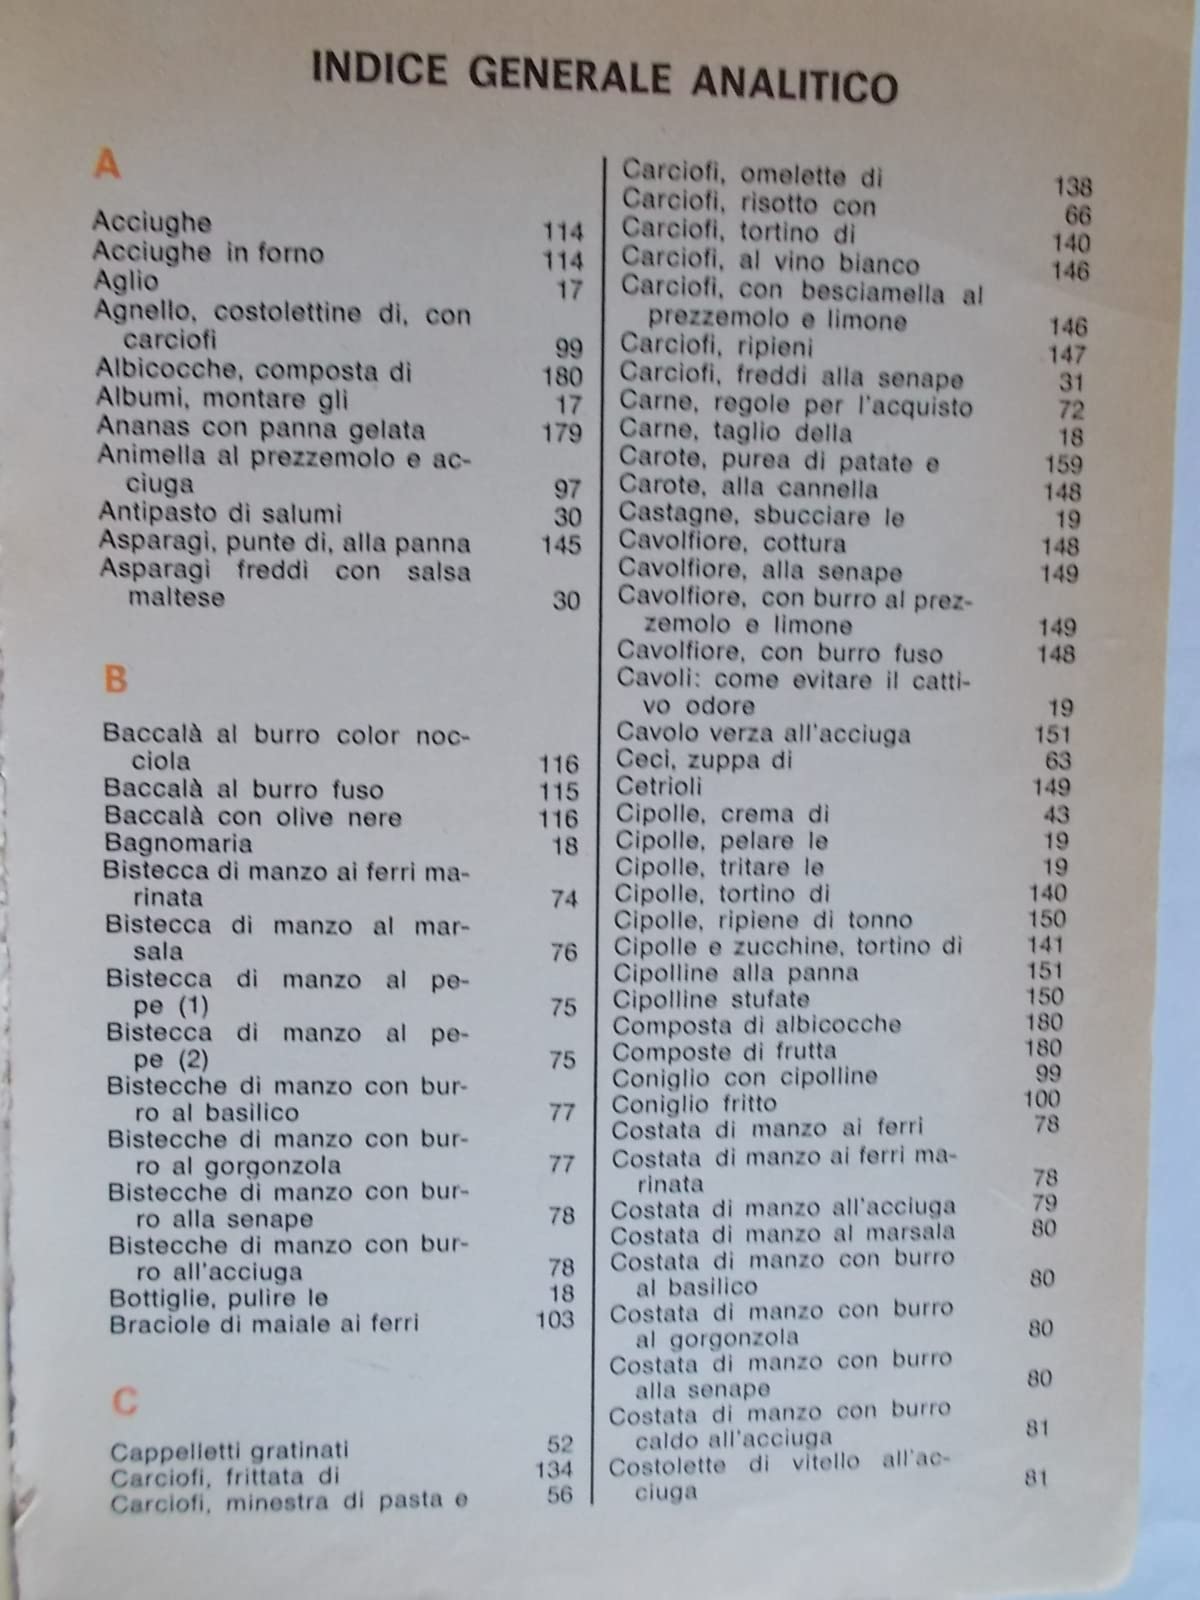 INDICE GENERALE ANALITICO
A
Acciughe 114
Acciughe in forno 114
Aglio 17
Agnello, costolettine di, con
carciofi 99
Albicocche, composta di 180
Albumi, montare gli 17
Ananas con panna gelata 179
Animella al prezzemolo e ac-
ciuga 97
Antipasto di salumi 30
Asparagi, punte di, alla panna 145
Asparagi freddi con salsa
maltese 30
B
Baccalà al burro color noc-
ciola 116
Baccalà al burro fuso 115
Baccalà con olive nere 116
Bagnomaria 18
Bistecca di manzo ai ferri ma-
rinata 74
Bistecca di manzo al mar-
sala 76
Bistecca di manzo al pe-
pe (1) 75
Bistecca di manzo al pe-
pe (2) 75
Bistecche di manzo con bur-
ro al basilico 77
Bistecche di manzo con bur-
ro al gorgonzola 77
Bistecche di manzo con bur-
ro alla senape 78
Bistecche di manzo con bur-
ro all'acciuga 78
Bottiglie, pulire le 18
Braciole di maiale ai ferri 103
C
Cappelletti gratinati 52
Carciofi, frittata di 134
Carciofi, minestra di pasta e 56
Carciofi, omelette di 138
Carciofi, risotto con 66
Carciofi, tortino di 140
Carciofi, al vino bianco 146
Carciofi, con besciamella al
prezzemolo e limone 146
Carciofi, ripieni 147
Carciofi, freddi alla senape 31
Carne, regole per l'acquisto 72
Carne, taglio della 18
Carote, purea di patate e 159
Carote, alla cannella 148
Castagne, sbucciare le 19
Cavolfiore, cottura 148
Cavolfiore, alla senape 149
Cavolfiore, con burro al prez-
zemolo e limone 149
Cavolfiore, con burro fuso 148
Cavoli: come evitare il catti-
vo odore 19
Cavolo verza all'acciuga 151
Ceci, zuppa di 63
Cetrioli 149
Cipolle, crema di 43
Cipolle, pelare le 19
Cipolle, tritare le 19
Cipolle, tortino di 140
Cipolle, ripiene di tonno 150
Cipolle e zucchine, tortino di 141
Cipolline alla panna 151
Cipolline stufate 150
Composta di albicocche 180
Composte di frutta 180
Coniglio con cipolline 99
Coniglio fritto 100
Costata di manzo ai ferri 78
Costata di manzo ai ferri ma-
rinata 78
Costata di manzo all'acciuga 79
Costata di manzo al marsala 80
Costata di manzo con burro
al basilico 80
Costata di manzo con burro
al gorgonzola 80
Costata di manzo con burro
alla senape 80
Costata di manzo con burro
caldo all'acciuga 81
Costolette di vitello all'ac-
ciuga 81